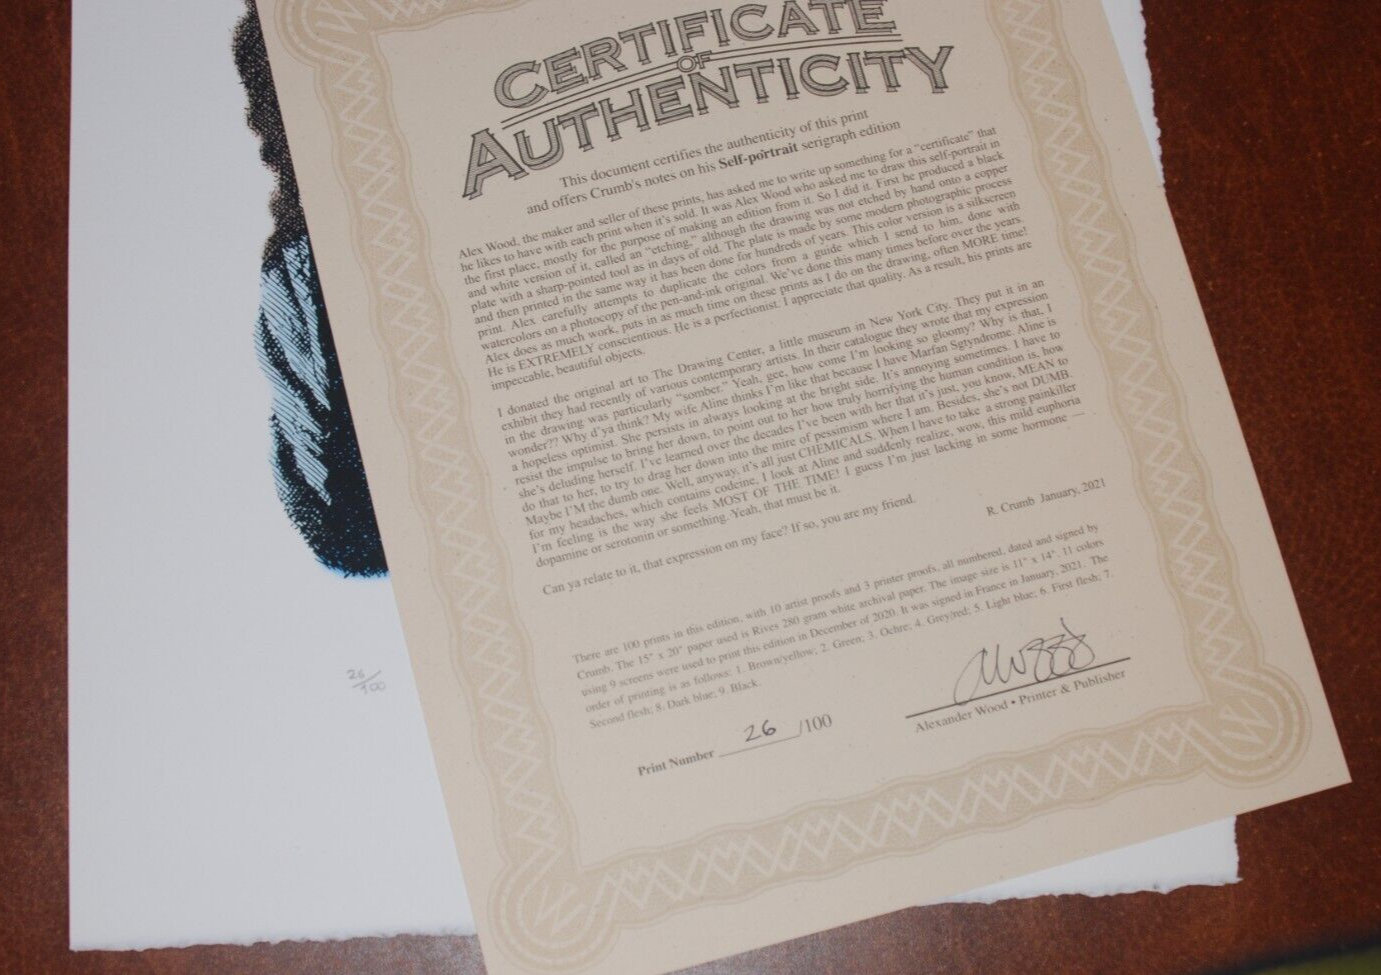 CERTIFICATE
OF
AUTHENTICITY
This document certifies the authenticity of this print
and offers Crumb's notes on his Self-portrait serigraph edition
Alex Wood, the maker and seller of these prints, has asked me to write up something for a "certificate" that
he likes to have with each print when it's sold. It was Alex Wood who asked me to draw this self-portrait in
the first place, mostly for the purpose of making an edition from it. So I did it. First he produced a black
and white version of it, called an "etching," although the drawing was not etched by hand onto a copper
plate with a sharp-pointed tool as in days of old. The plate is made by some modern photographic process
and then printed in the same way it has been done for hundreds of years. This color version is a silkscreen
print. Alex carefully attempts to duplicate the colors from a guide which I send to him, done with
watercolors on a photocopy of the pen-and-ink original. We've done this many times before over the years.
Alex does as much work, puts in as much time on these prints as I do on the drawing, often MORE time!
He is EXTREMELY conscientious. He is a perfectionist. I appreciate that quality. As a result, his prints are
impeccable, beautiful objects.
I donated the original art to The Drawing Center, a little museum in New York City. They put it in an
exhibit they had recently of various contemporary artists. In their catalogue they wrote that my expression
in the drawing was particularly "somber." Yeah, gee, how come I'm looking so gloomy? Why is that, I
wonder?? Why d'ya think? My wife Aline thinks I'm like that because I have Marfan Sgtyndrome. Aline is
a hopeless optimist. She persists in always looking at the bright side. It's annoying sometimes. I have to
resist the impulse to bring her down, to point out to her how truly horrifying the human condition is, how
she's deluding herself. I've learned over the decades I've been with her that it's just, you know, MEAN to
do that to her, to try to drag her down into the mire of pessimism where I am. Besides, she's not DUMB.
Maybe I'M the dumb one. Well, anyway, it's all just CHEMICALS. When I have to take a strong painkiller
for my headaches, which contains codeine, I look at Aline and suddenly realize, wow, this mild euphoria
I'm feeling is the way she feels MOST OF THE TIME! I guess I'm just lacking in some hormone —
dopamine or serotonin or something. Yeah, that must be it.
Can ya relate to it, that expression on my face? If so, you are my friend.
R. Crumb January, 2021
There are 100 prints in this edition, with 10 artist proofs and 3 printer proofs, all numbered, dated and signed by
Crumb. The 15" x 20" paper used is Rives 280 gram white archival paper. The image size is 11" x 14". 11 colors
using 9 screens were used to print this edition in December of 2020. It was signed in France in January, 2021. The
order of printing is as follows: 1. Brown/yellow; 2. Green; 3. Ochre; 4. Grey/red; 5. Light blue; 6. First flesh; 7.
Second flesh; 8. Dark blue; 9. Black.
Print Number 26 /100
Alexander Wood • Printer & Publisher
26/100